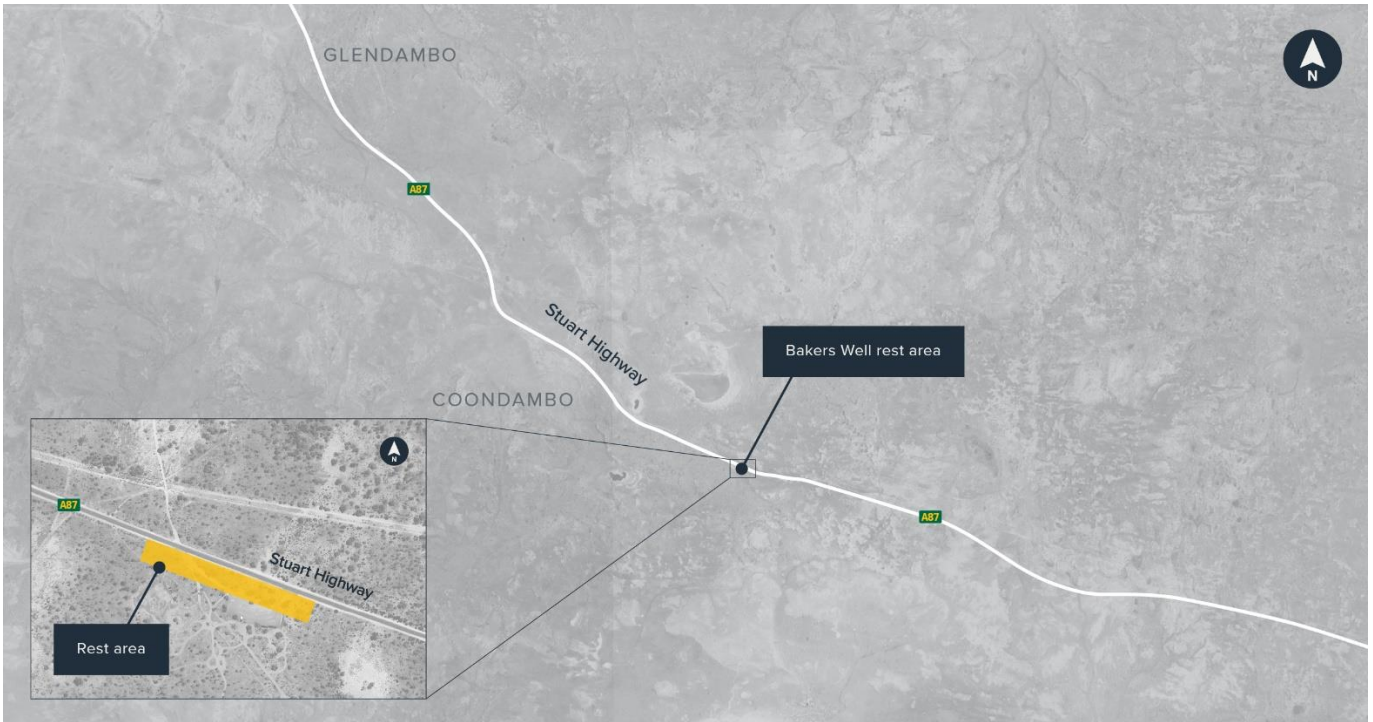 GLENDAMBO
N
A87
Stuart Highway
Bakers Well rest area
COONDAMBO
A87
N
A87
Stuart Highway
Rest area